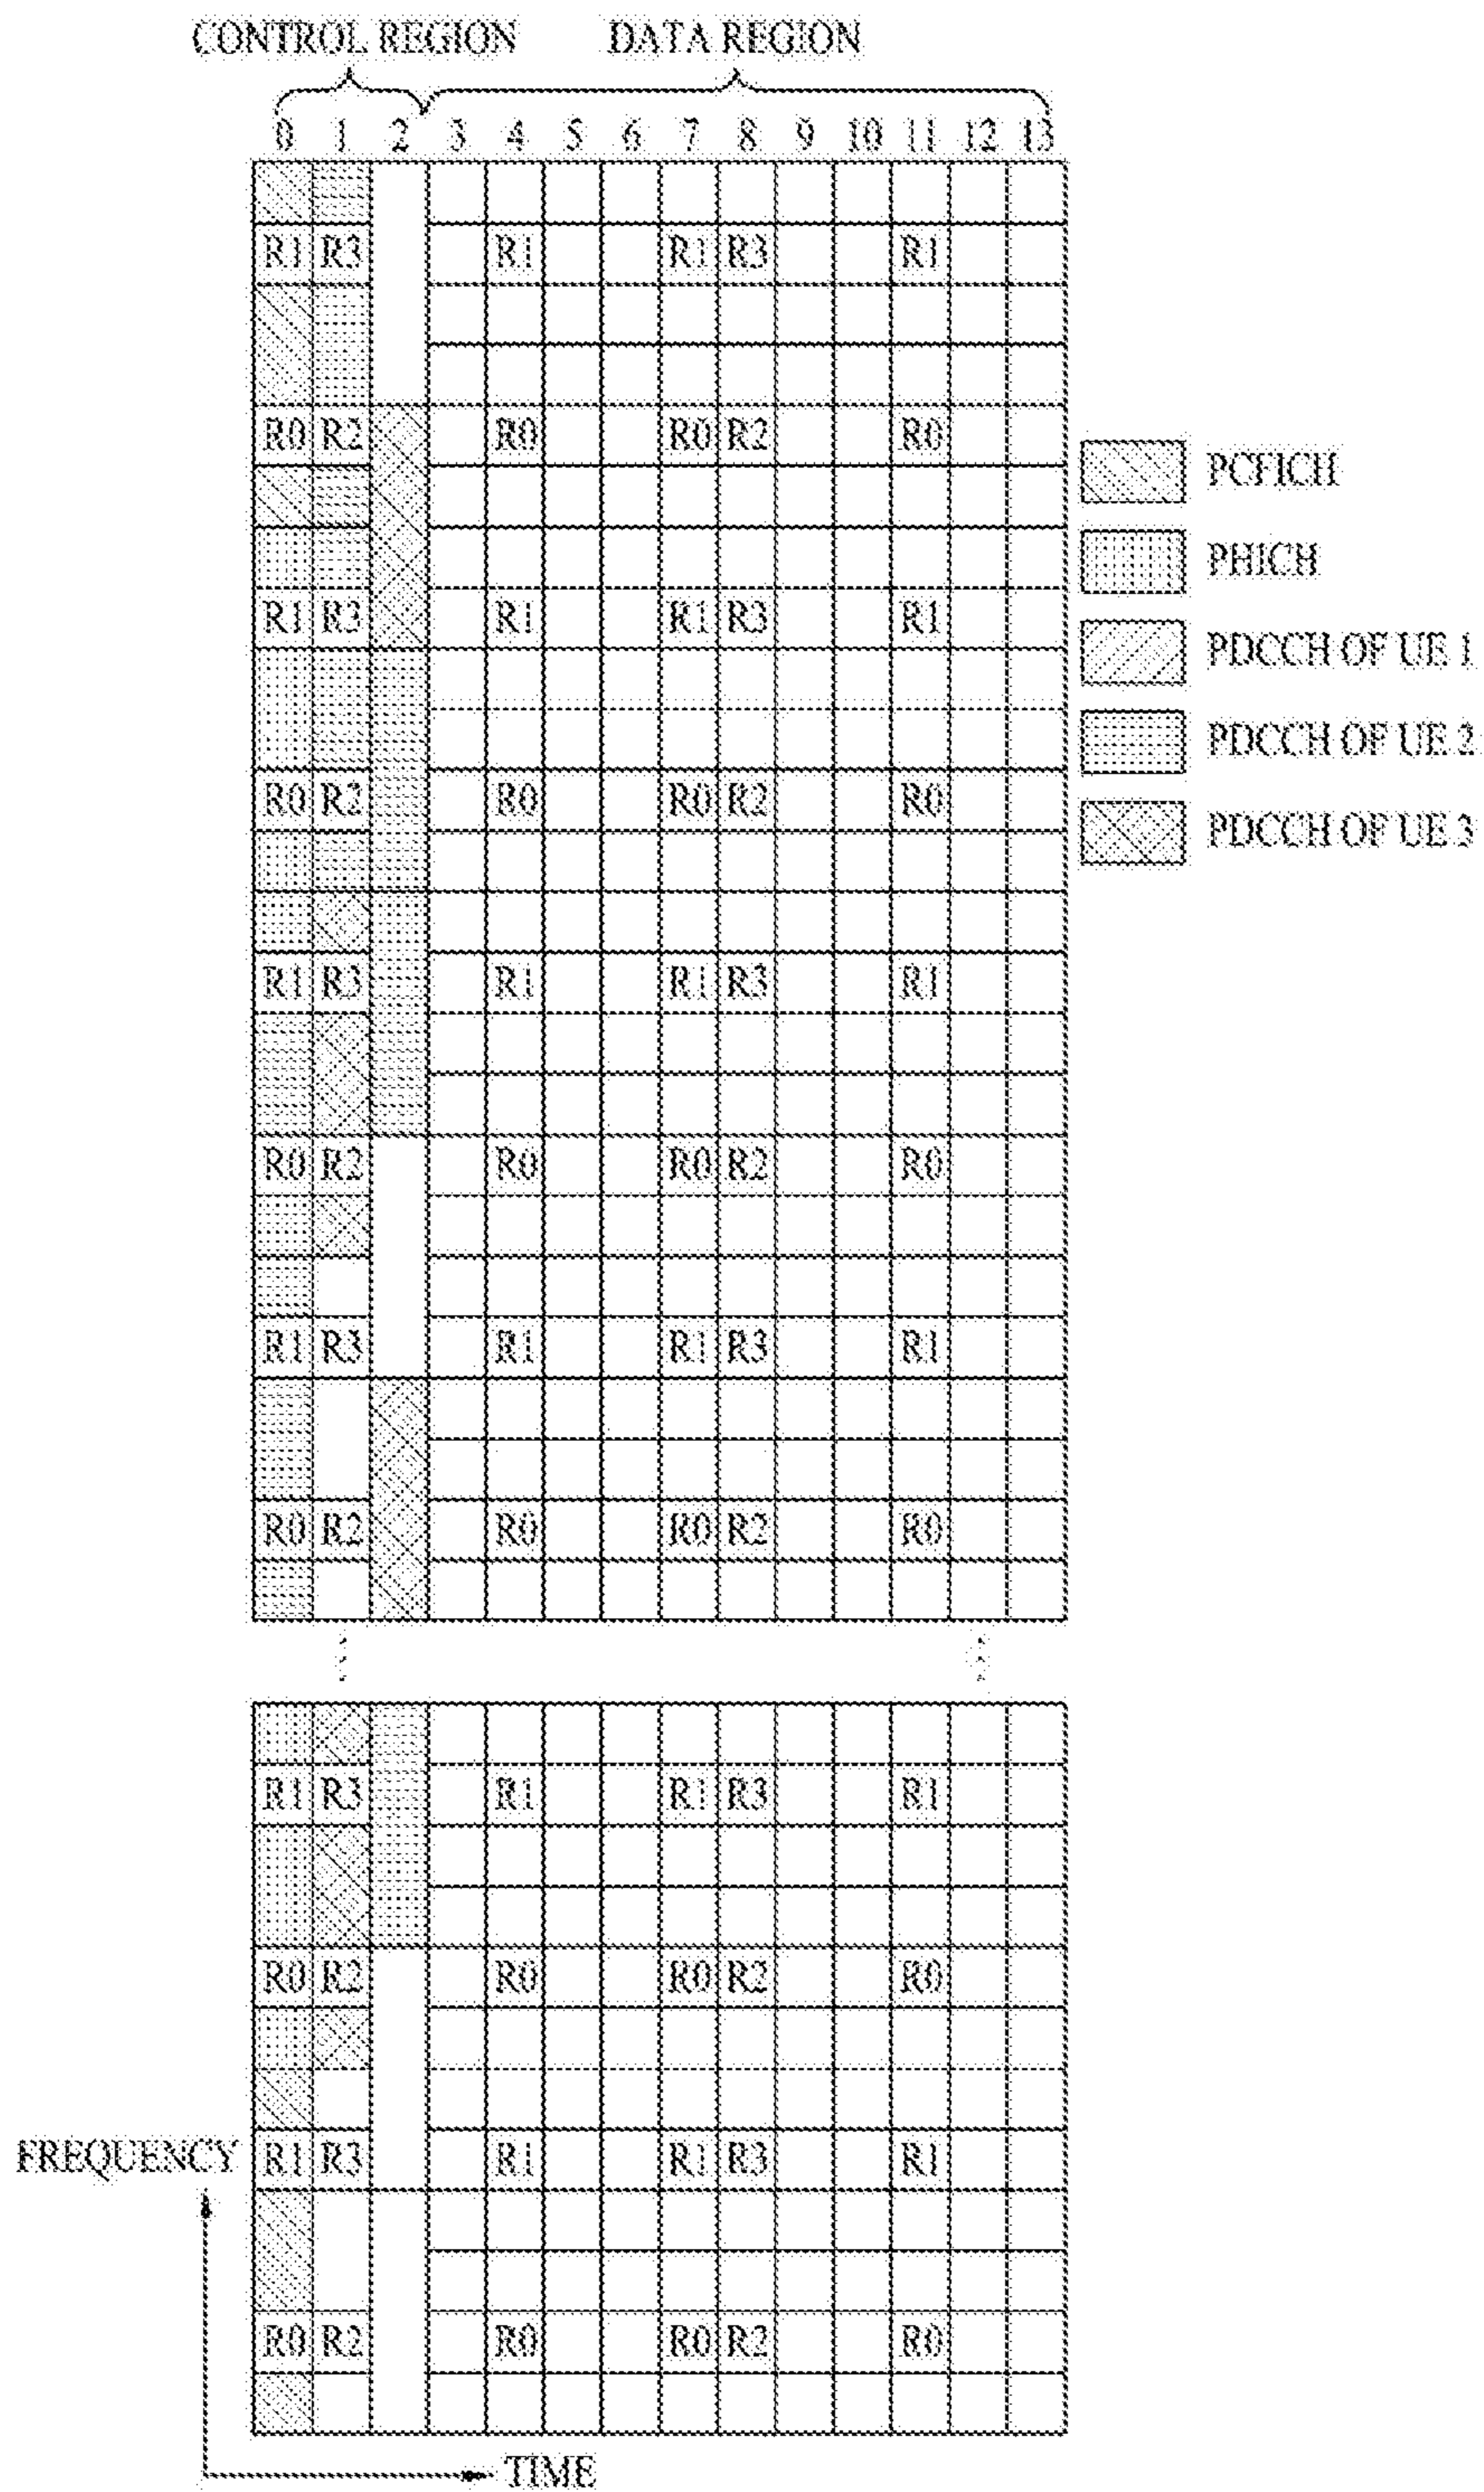 CONTROL REGION DATA REGION
0 1 2 3 4 5 6 7 8 9 10 11 12 13
R1 R3 R1 R1 R3 R1
R0 R2 R0 R0 R2 R0
PCFICH
PHICH
R1 R3 R1 R1 R3 R1
PDCCH OF UE 1
PDCCH OF UE 2
R0 R2 R0 R0 R2 R0
PDCCH OF UE 3
R1 R3 R1 R1 R3 R1
R0 R2 R0 R0 R2 R0
R1 R3 R1 R1 R3 R1
R0 R2 R0 R0 R2 R0
R1 R3 R1 R1 R3 R1
R0 R2 R0 R0 R2 R0
FREQUENCY R1 R3 R1 R1 R3 R1
R0 R2 R0 R0 R2 R0
TIME